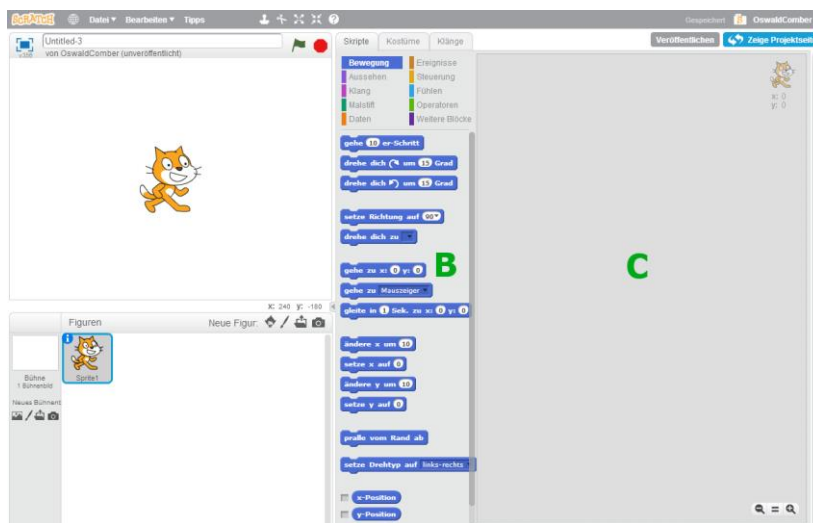 SCRATCH Datei▾ Bearbeiten▾ Tipps Gespeichert OswaldComber
Untitled-3
von OswaldComber (unveröffentlicht)
Skripte Kostüme Klänge
Veröffentlichen Zeige Projektseite
Bewegung Ereignisse
Aussehen Steuerung
Klang Fühlen
Malstift Operatoren
Daten Weitere Blöcke
x: 0
y: 0
gehe 10 er-Schritt
drehe dich um 15 Grad
drehe dich um 15 Grad
setze Richtung auf 90▾
drehe dich zu
gehe zu x: 0 y: 0
B
C
gehe zu Mauszeiger
gleite in 1 Sek. zu x: 0 y: 0
X: 240 y: -180
ändere x um 10
setze x auf 0
ändere y um 10
setze y auf 0
pralle vom Rand ab
setze Drehtyp auf links-rechts
x-Position
y-Position
Figuren Neue Figur:
Sprite1
Bühne
1 Bühnenbild